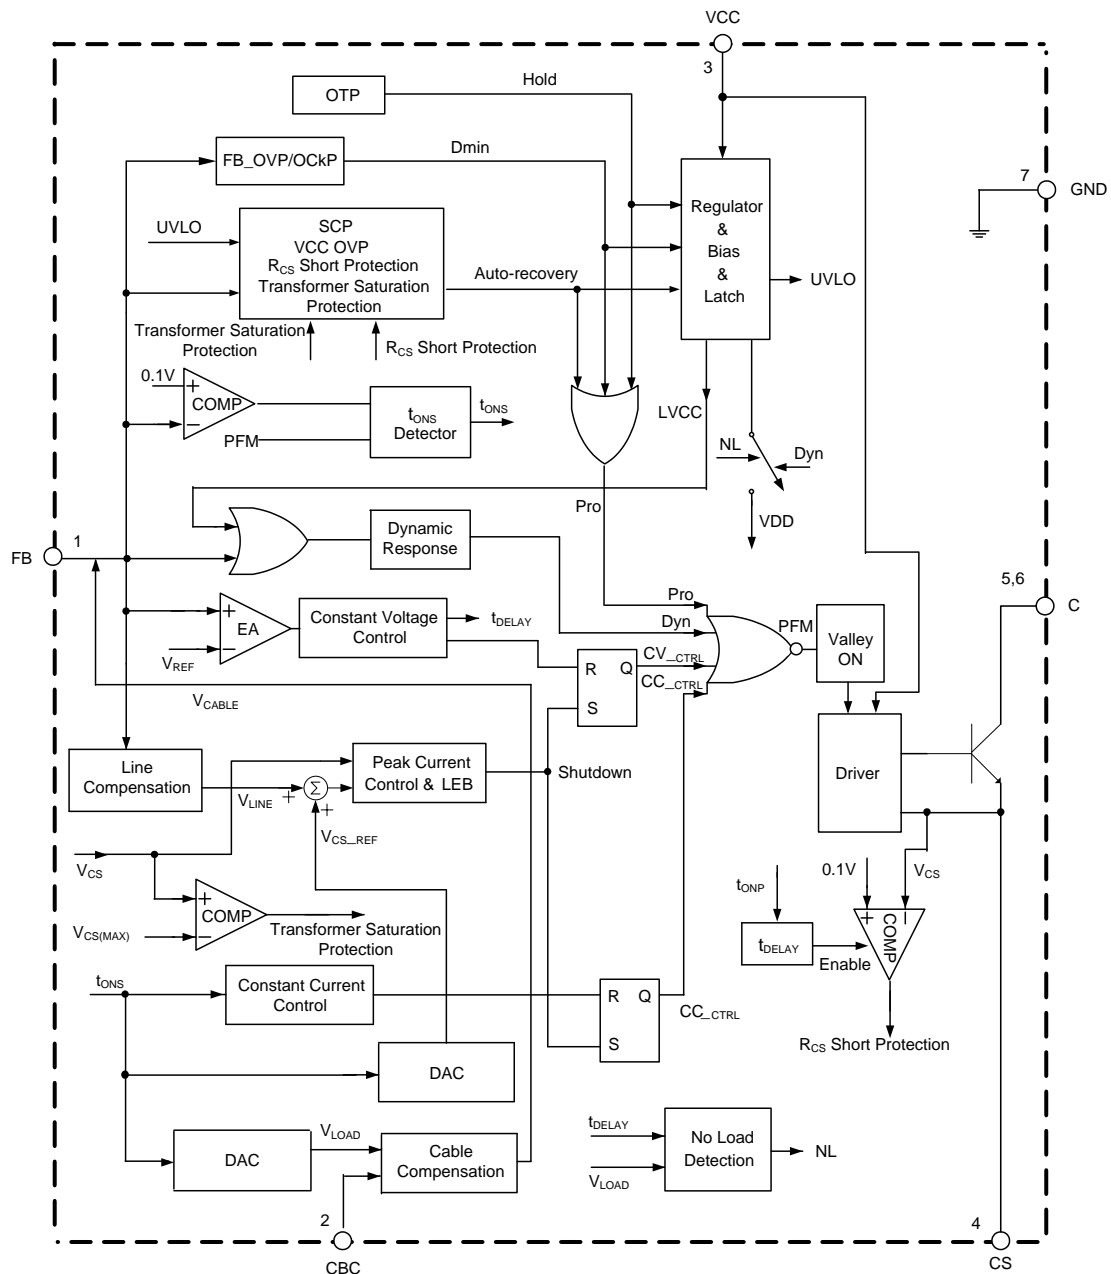 VCC
3
Hold
OTP
FB_OVP/OCkP
Dmin
7
GND
UVLO
SCP
VCC OVP
RCS Short Protection
Transformer Saturation
Protection
Auto-recovery
Regulator
&
Bias
&
Latch
UVLO
Transformer Saturation
Protection
RCS Short Protection
0.1V
+
COMP
−
PFM
tONS
Detector
tONS
LVCC
NL
Dyn
VDD
Pro
FB
1
Dynamic
Response
5,6
C
+
EA
−
VREF
Constant Voltage
Control
tDELAY
Pro
Dyn
CV_CTRL
CC_CTRL
PFM
Valley
ON
R
Q
S
VCABLE
Line
Compensation
VLINE
+
Σ
+
VCS_REF
Peak Current
Control & LEB
Shutdown
Driver
VCS
+
COMP
−
VCS(MAX)
Transformer Saturation
Protection
tONP
0.1V
VCS
+
−
COMP
tDELAY
Enable
RCS Short Protection
tONS
Constant Current
Control
R
Q
S
CC_CTRL
DAC
DAC
VLOAD
Cable
Compensation
tDELAY
VLOAD
No Load
Detection
NL
2
CBC
4
CS